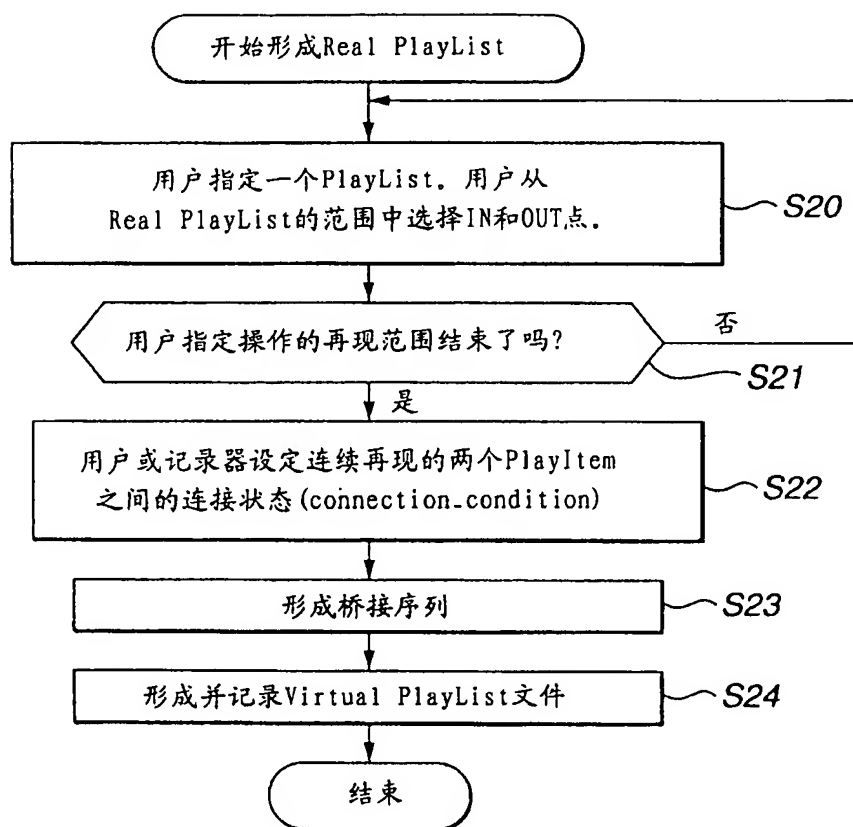 开始形成Real PlayList
用户指定一个PlayList。用户从
Real PlayList的范围中选择IN和OUT点。
S20
用户指定操作的再现范围结束了吗?
否
S21
是
用户或记录器设定连续再现的两个PlayItem
之间的连接状态(connection-condition)
S22
形成桥接序列
S23
形成并记录Virtual PlayList文件
S24
结束